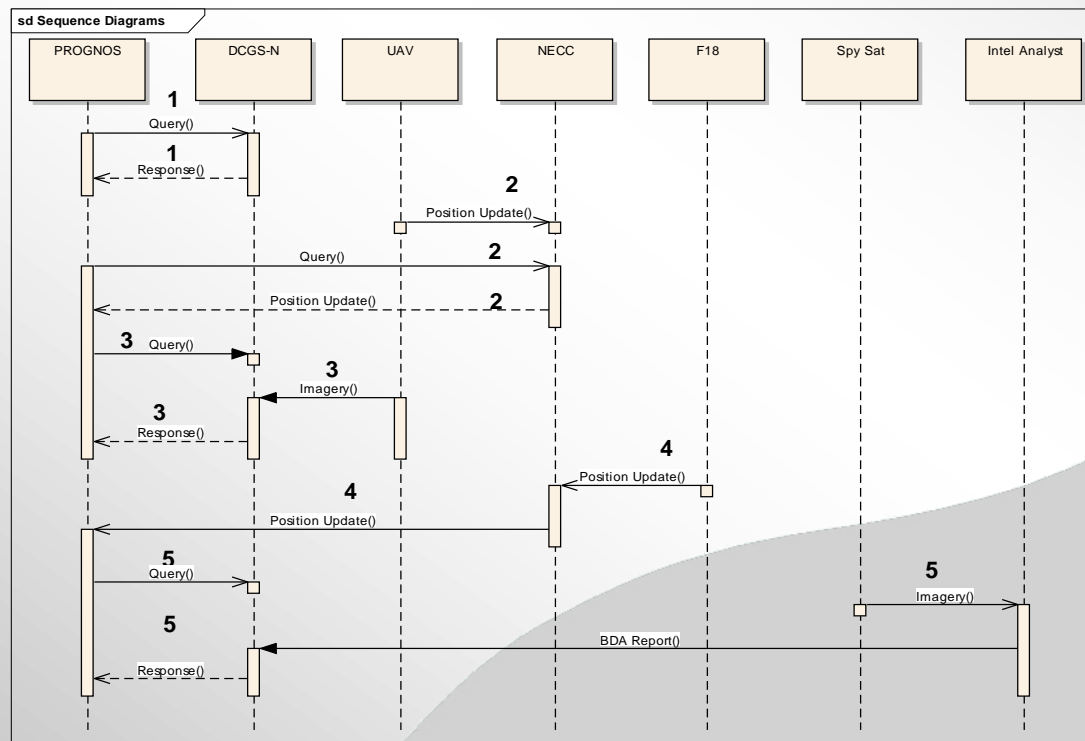 sd Sequence Diagrams
PROGNOS
DCGS-N
UAV
NECC
F18
Spy Sat
Intel Analyst
1
Query()
1
Response()
2
Position Update()
2
Query()
Position Update()
2
3
Query()
3
Imagery()
3
Response()
4
Position Update()
4
Position Update()
5
Query()
5
Imagery()
5
BDA Report()
Response()